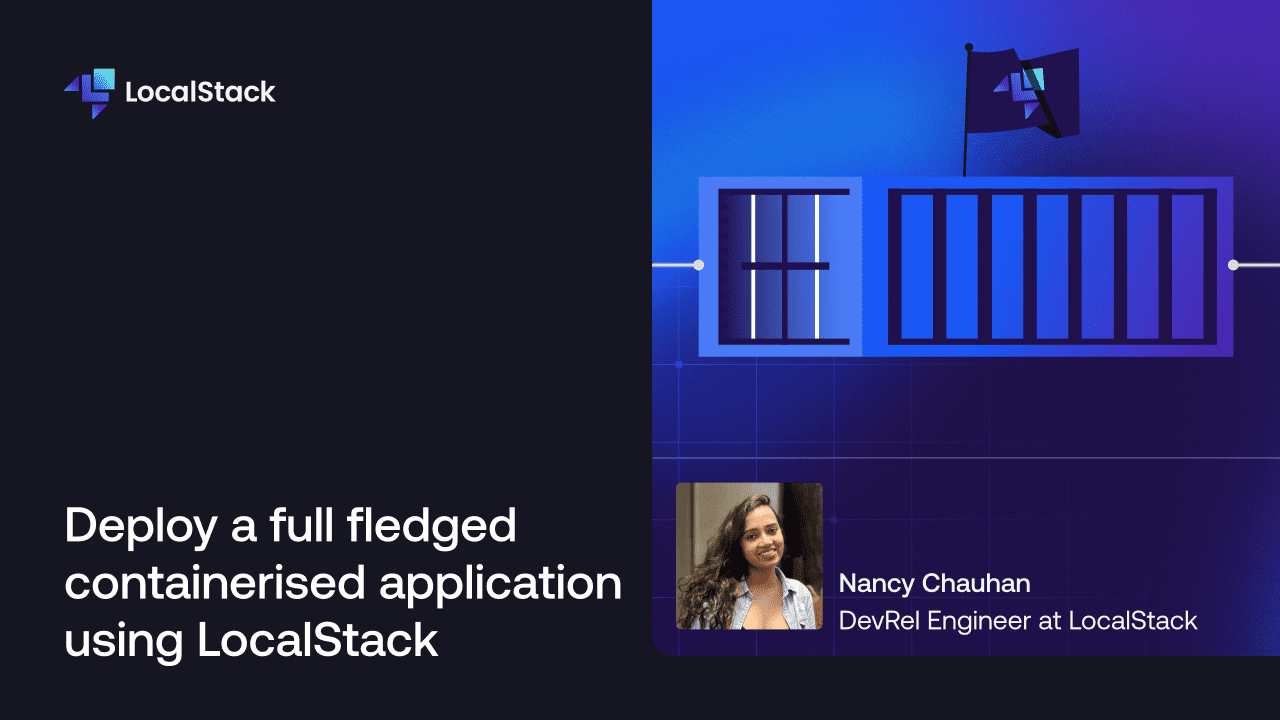 LocalStack
Deploy a full fledged
containerised application
using LocalStack
Nancy Chauhan
DevRel Engineer at LocalStack